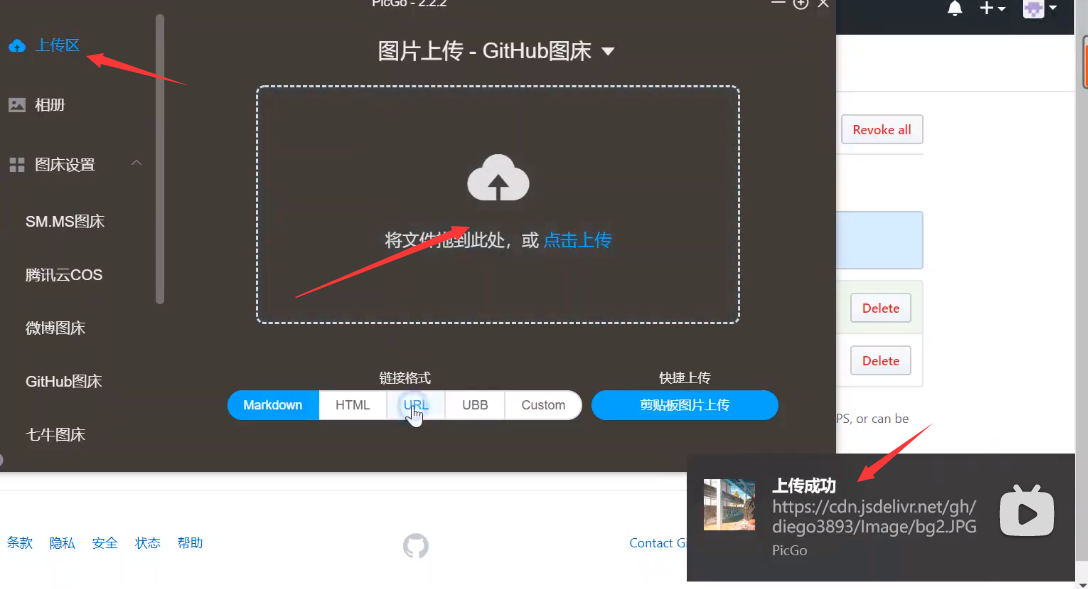 PicGo - 2.2.2
上传区
相册
图床设置
SM.MS图床
腾讯云COS
微博图床
GitHub图床
七牛图床
图片上传 - GitHub图床
将文件拖到此处，或 点击上传
链接格式
快捷上传
Markdown
HTML
URL
UBB
Custom
剪贴板图片上传
Revoke all
Delete
Delete
PS, or can be
条款
隐私
安全
状态
帮助
Contact Gi
上传成功
https://cdn.jsdelivr.net/gh/
diego3893/Image/bg2.JPG
PicGo